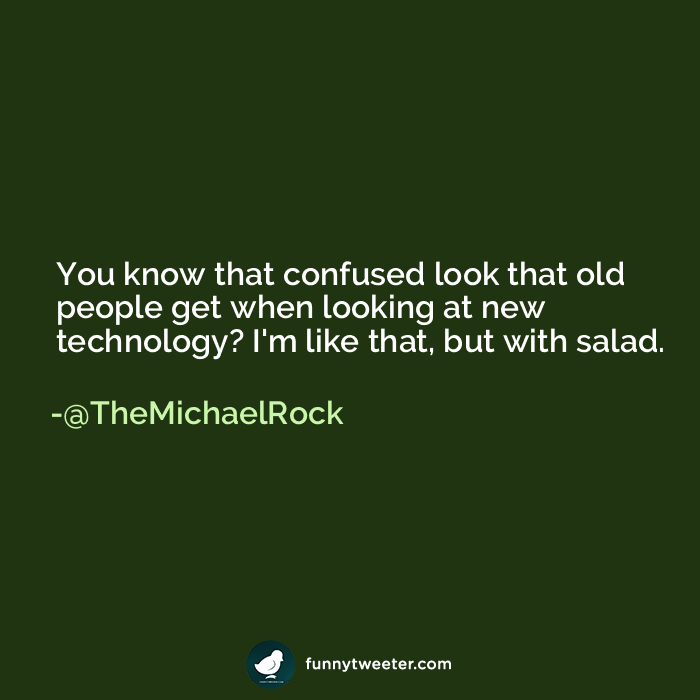 You know that confused look that old
people get when looking at new
technology? I'm like that, but with salad.
-@TheMichaelRock
funnytweeter.com